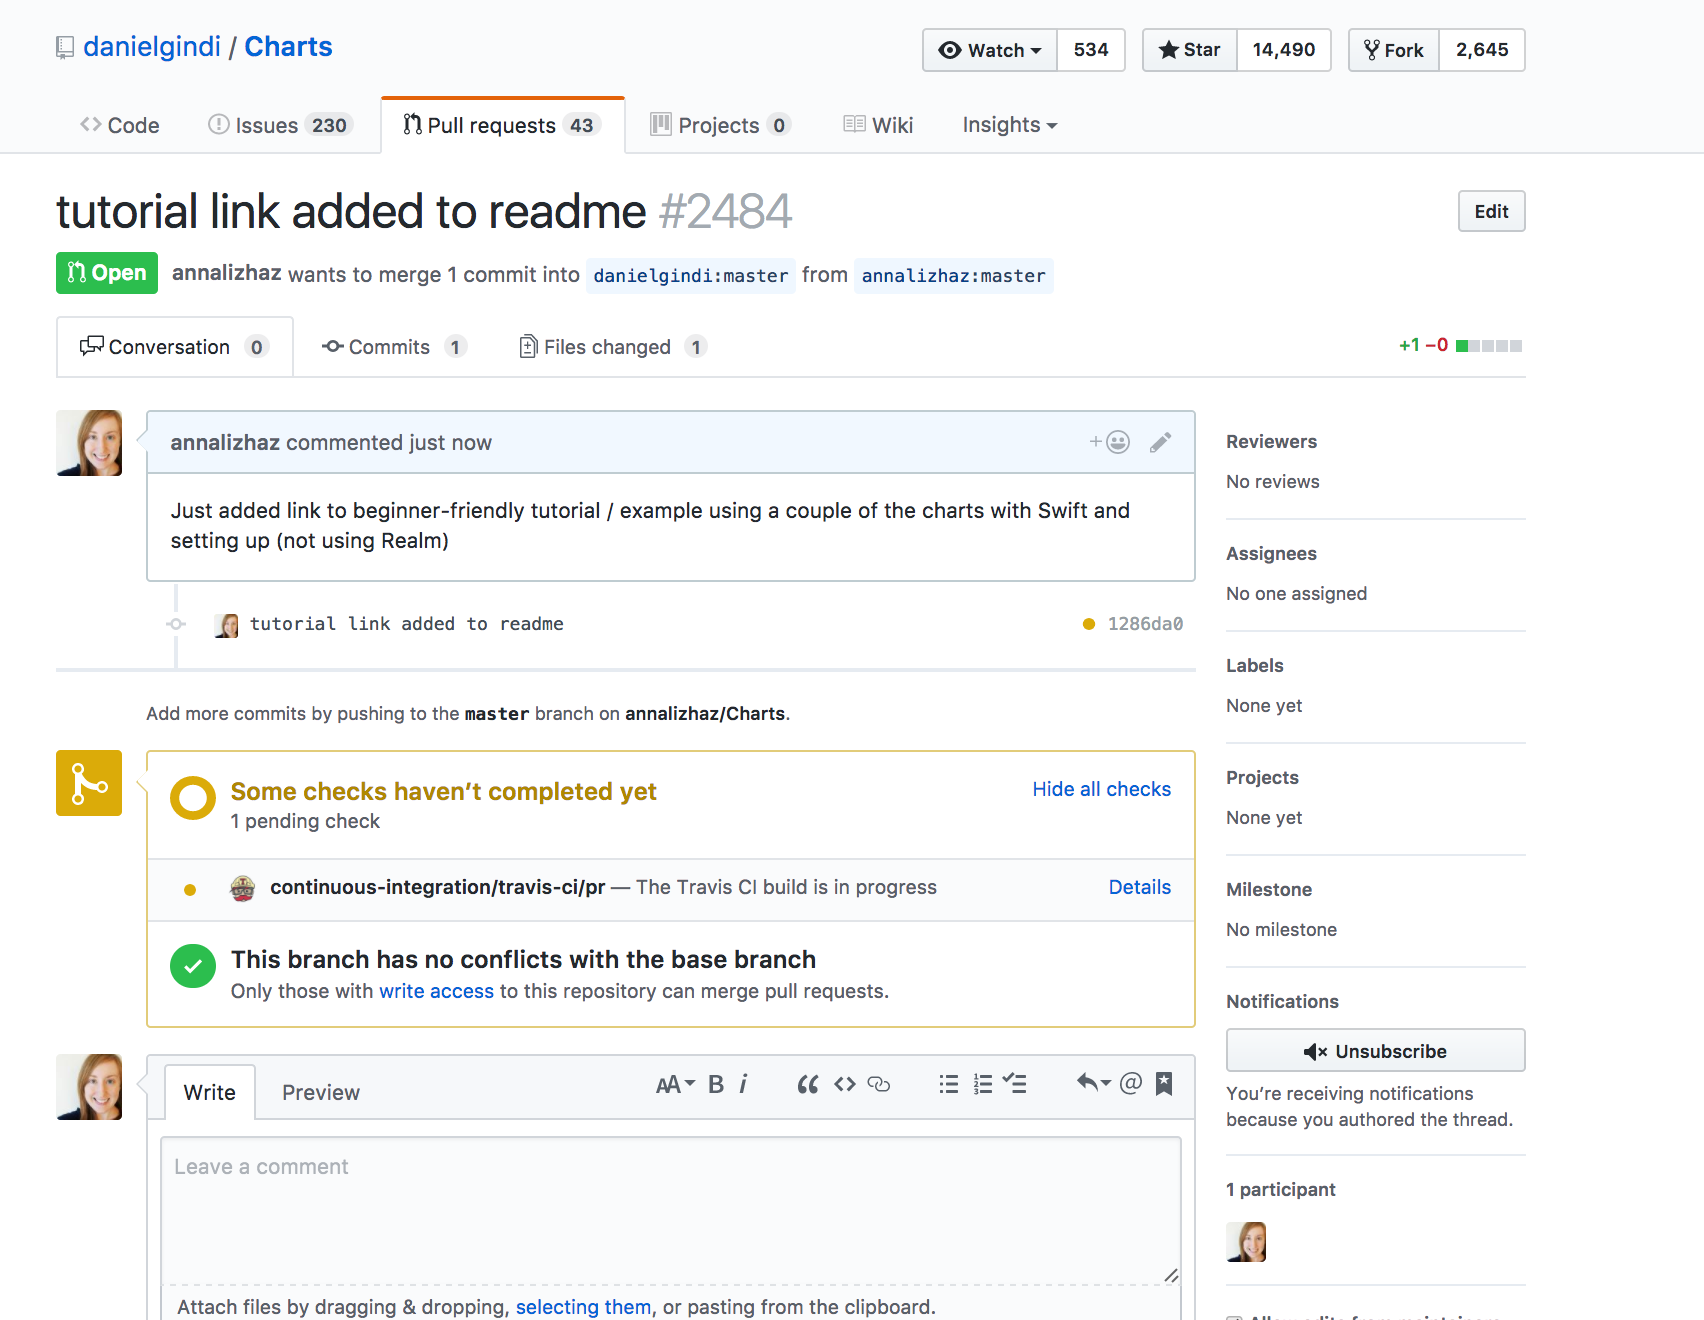 danielgindi / Charts
Watch 534 Star 14,490 Fork 2,645
Code Issues 230 Pull requests 43 Projects 0 Wiki Insights
tutorial link added to readme #2484
Edit
Open annalizhaz wants to merge 1 commit into danielgindi:master from annalizhaz:master
Conversation 0 Commits 1 Files changed 1
+1 −0
annalizhaz commented just now
Just added link to beginner-friendly tutorial / example using a couple of the charts with Swift and
setting up (not using Realm)
tutorial link added to readme 1286da0
Add more commits by pushing to the master branch on annalizhaz/Charts.
Some checks haven’t completed yet
Hide all checks
1 pending check
continuous-integration/travis-ci/pr — The Travis CI build is in progress
Details
This branch has no conflicts with the base branch
Only those with write access to this repository can merge pull requests.
Write Preview
AA B i
Leave a comment
Attach files by dragging & dropping, selecting them, or pasting from the clipboard.
Reviewers
No reviews
Assignees
No one assigned
Labels
None yet
Projects
None yet
Milestone
No milestone
Notifications
Unsubscribe
You’re receiving notifications
because you authored the thread.
1 participant
Allow edits from maintainers